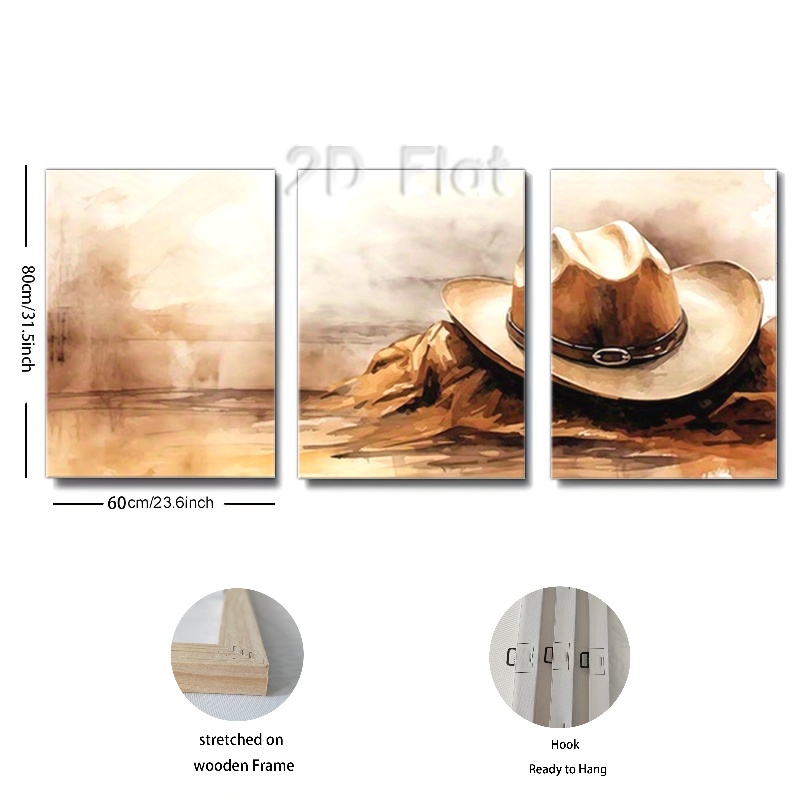 2D Flat
80cm/31.5inch
60cm/23.6inch
stretched on
wooden Frame
Hook
Ready to Hang